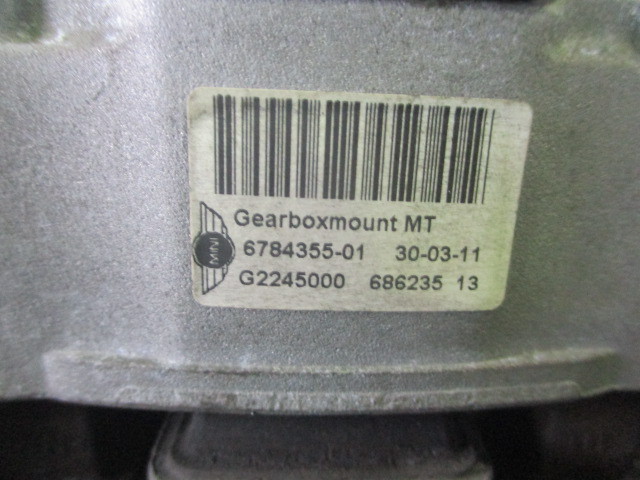 Gearboxmount MT
MINI
6784355-01 30-03-11
G2245000 686235 13